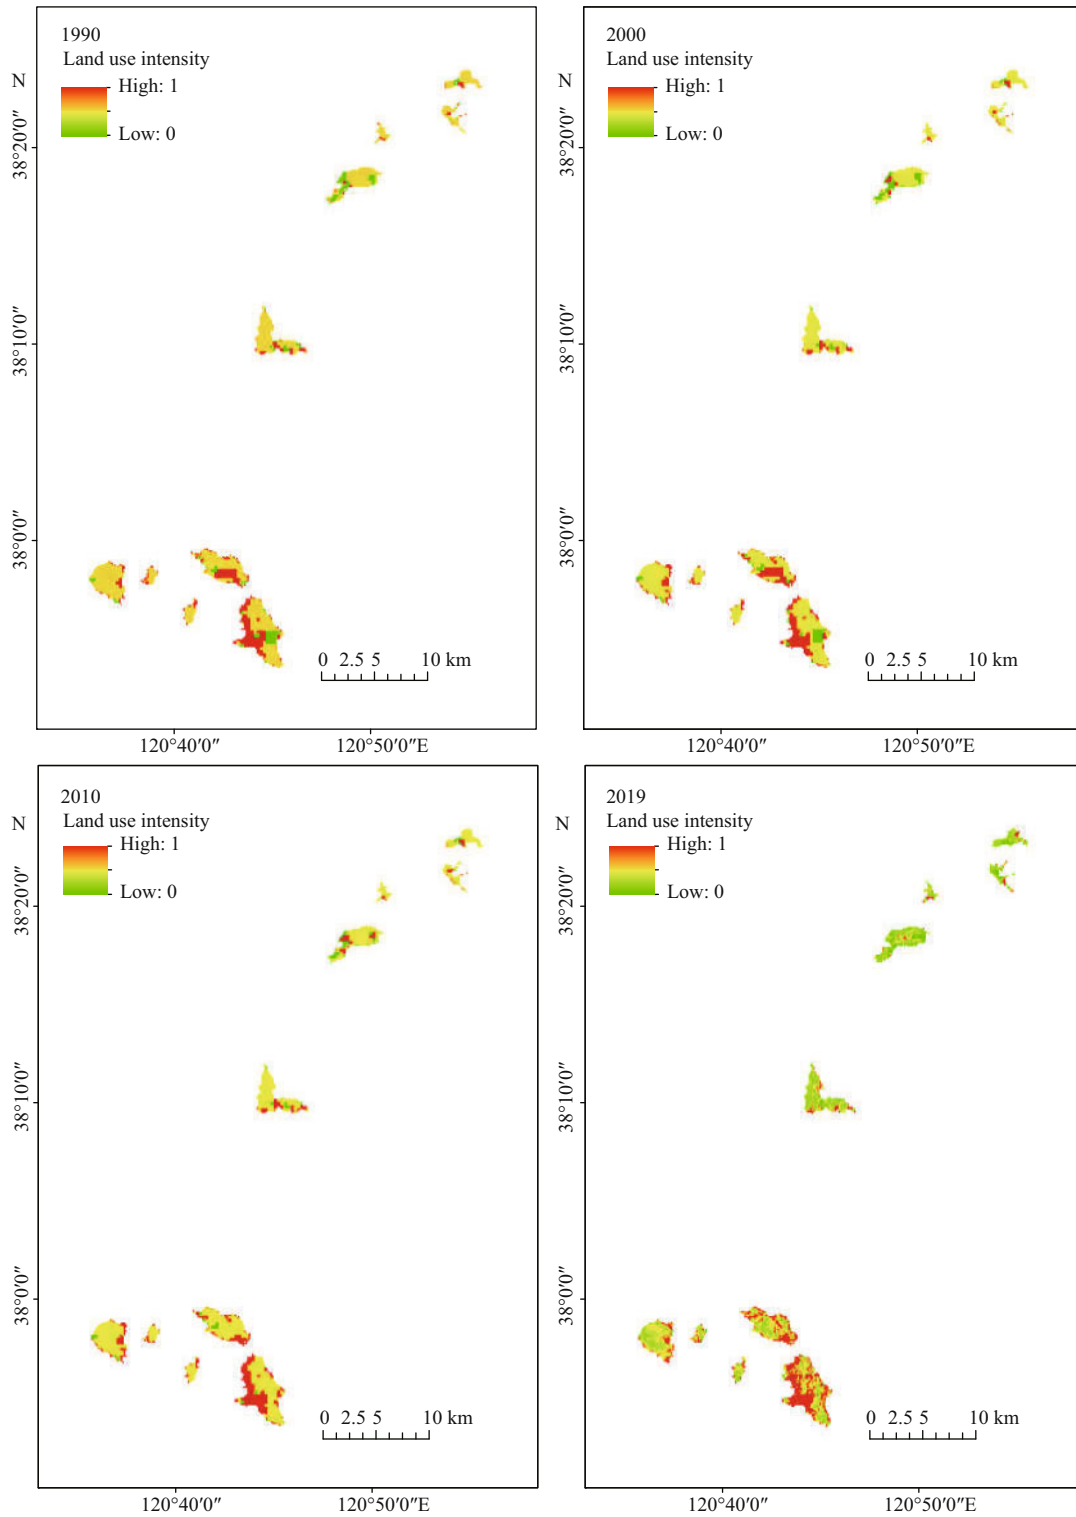 1990
Land use intensity
High: 1
Low: 0
N
38°20′0″
38°10′0″
38°0′0″
0 2.5 5 10 km
120°40′0″ 120°50′0″E
2000
Land use intensity
High: 1
Low: 0
N
38°20′0″
38°10′0″
38°0′0″
0 2.5 5 10 km
120°40′0″ 120°50′0″E
2010
Land use intensity
High: 1
Low: 0
N
38°20′0″
38°10′0″
38°0′0″
0 2.5 5 10 km
120°40′0″ 120°50′0″E
2019
Land use intensity
High: 1
Low: 0
N
38°20′0″
38°10′0″
38°0′0″
0 2.5 5 10 km
120°40′0″ 120°50′0″E